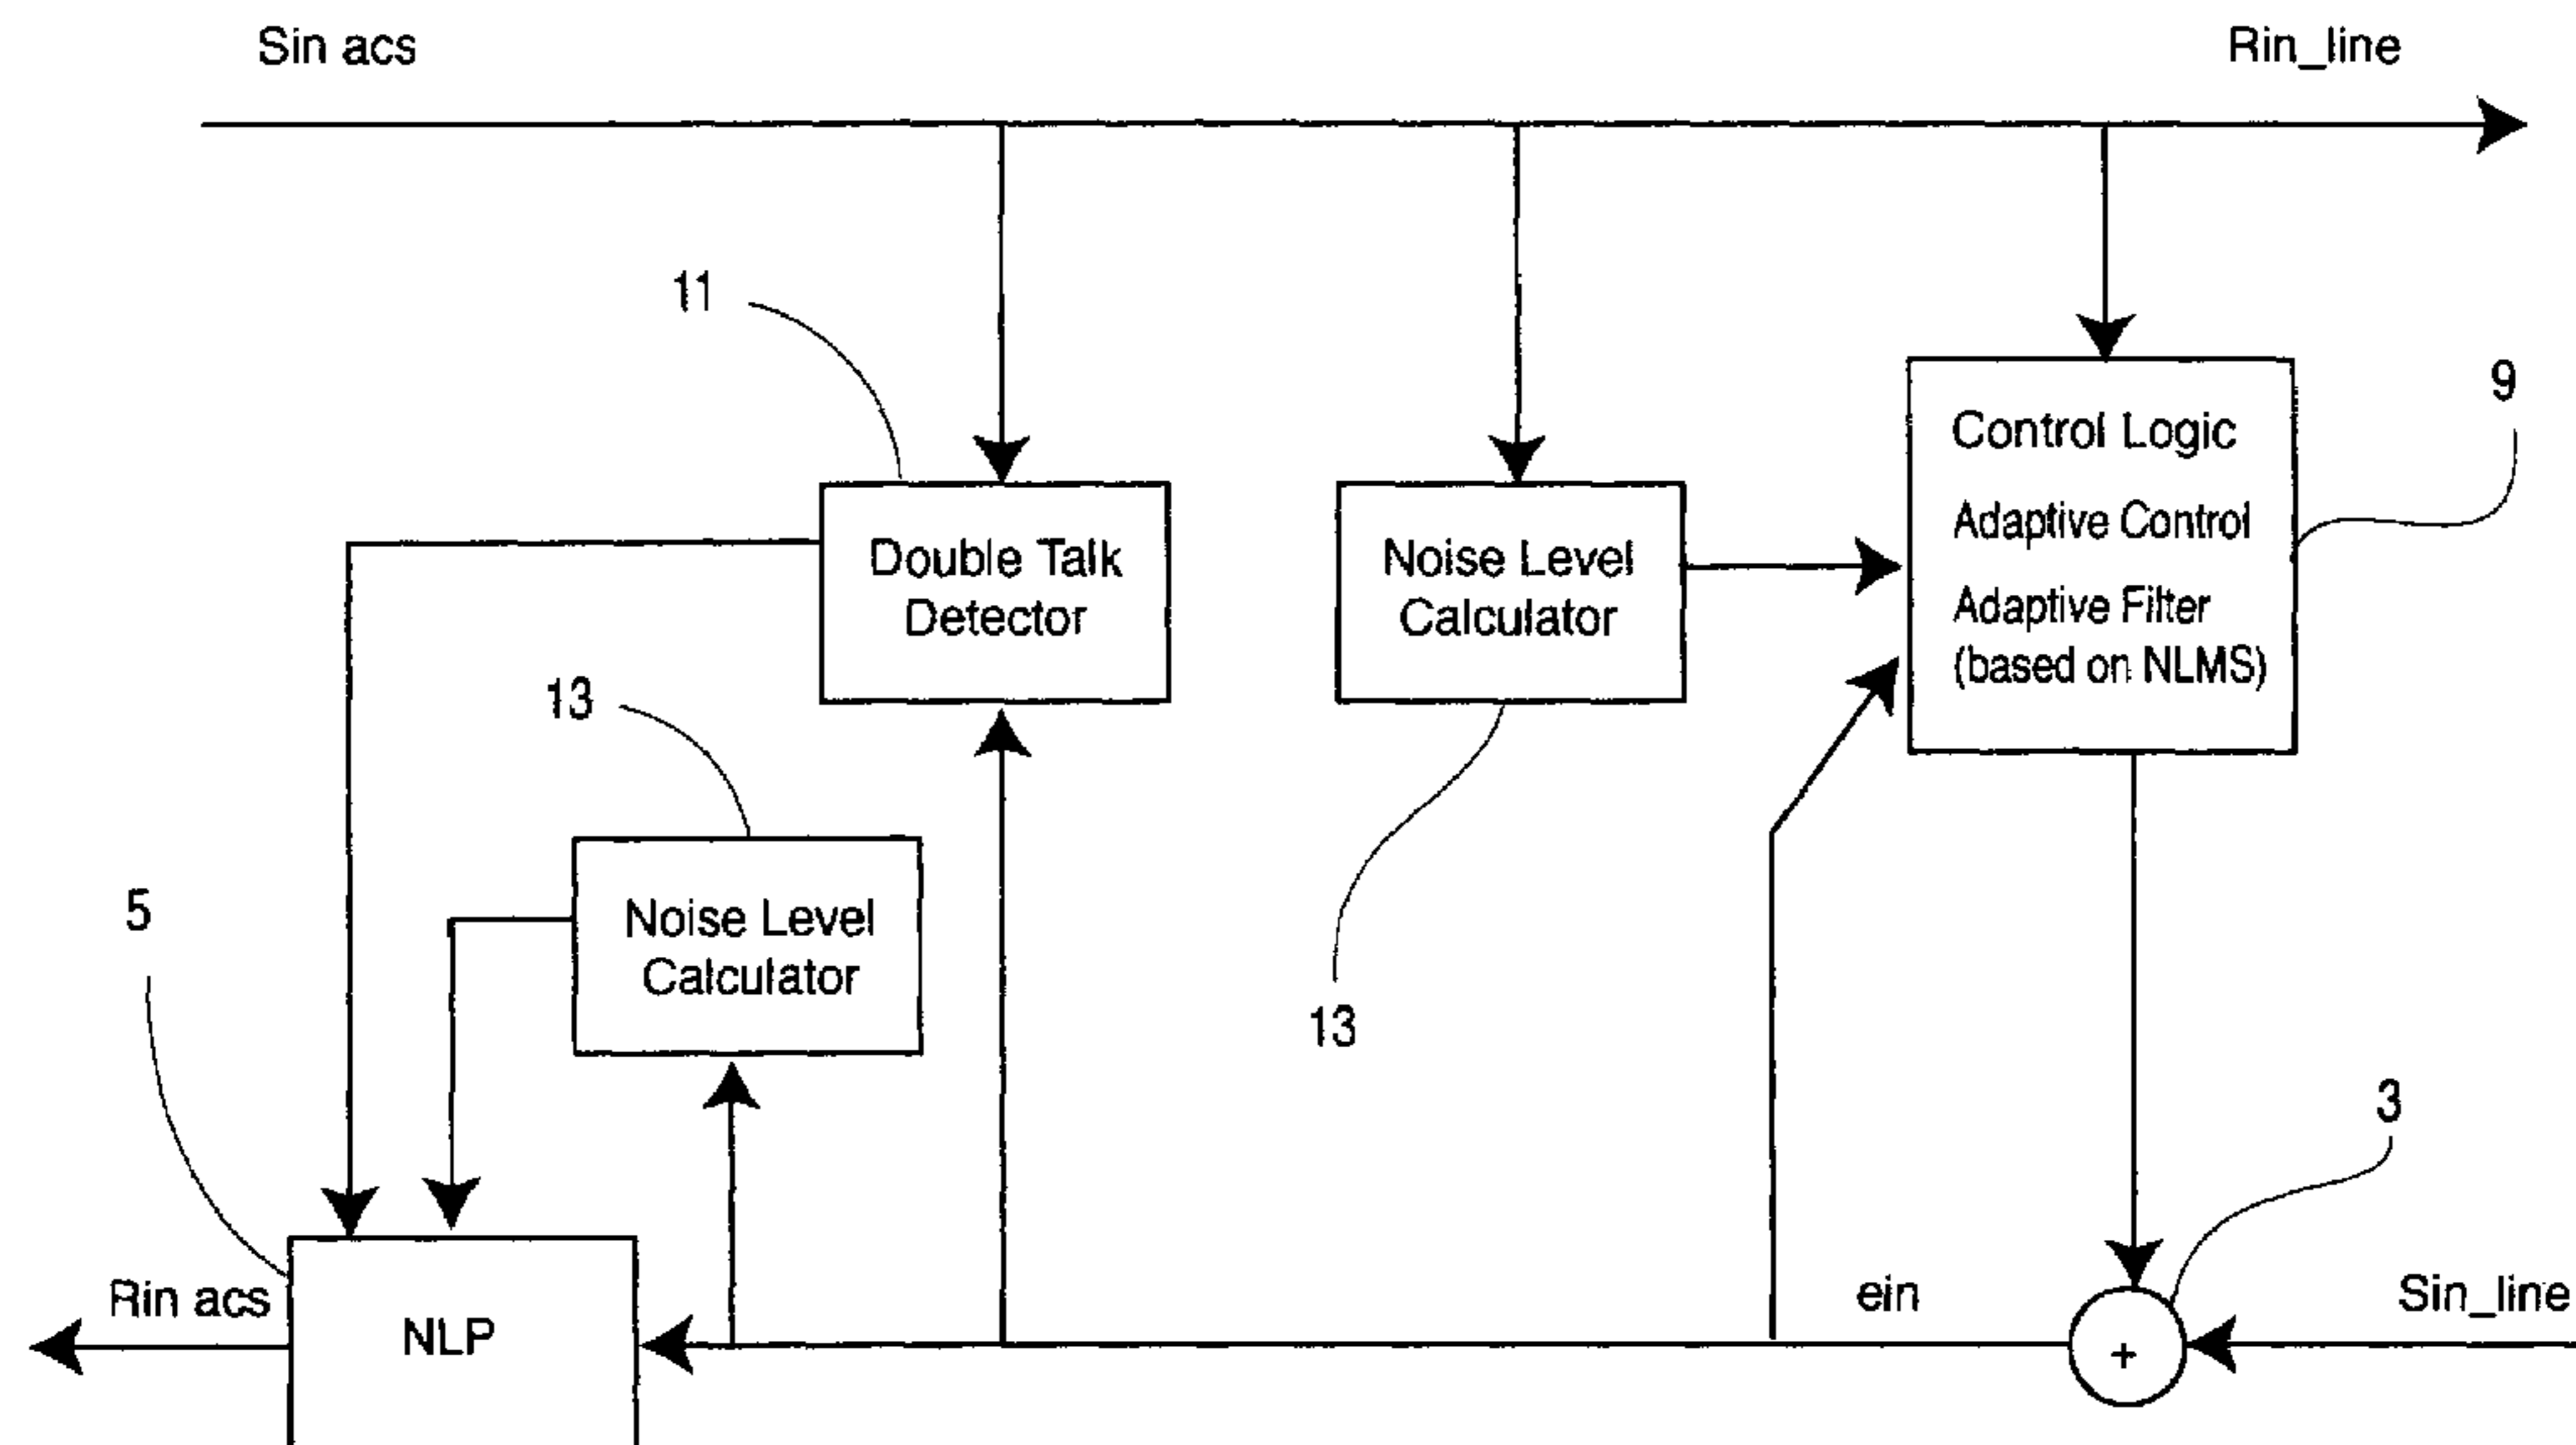 Sin acs
Rin_line
11
9
Control Logic
Adaptive Control
Adaptive Filter
(based on NLMS)
Double Talk
Detector
Noise Level
Calculator
13
Noise Level
Calculator
5
13
3
Rin acs
NLP
ein
Sin_line
+